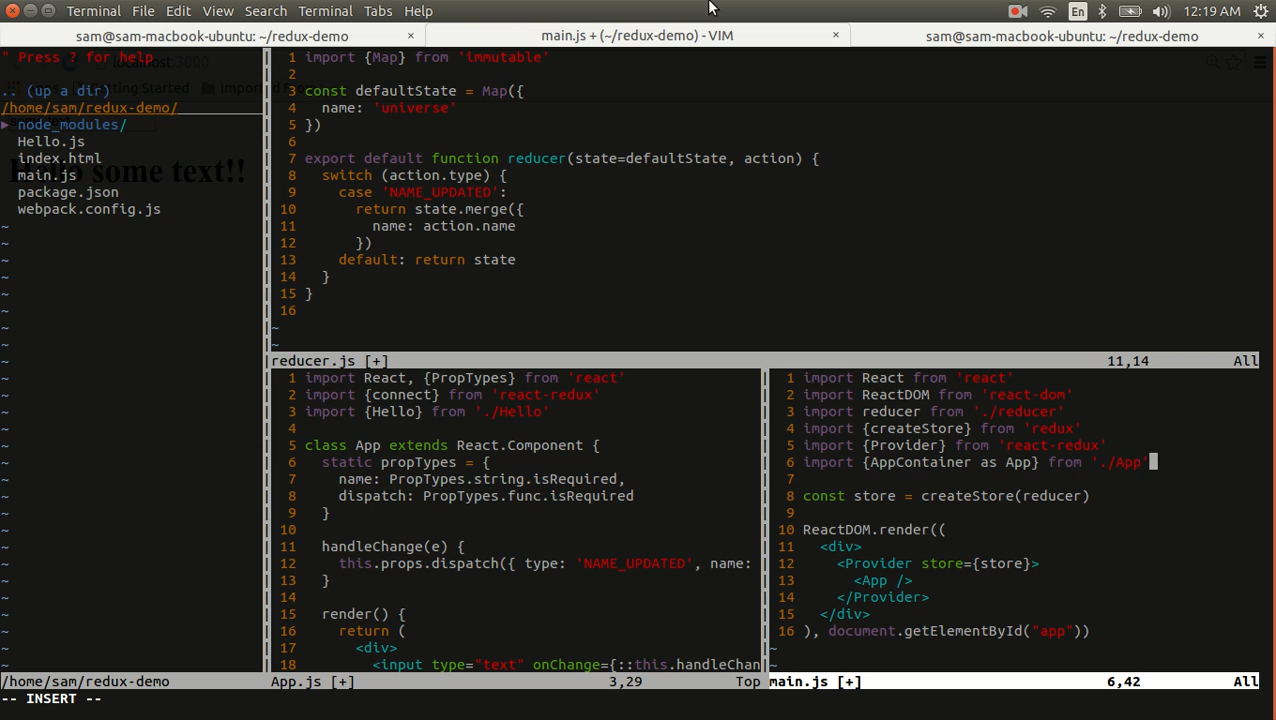 Terminal File Edit View Search Terminal Tabs Help En 12:19 AM
sam@sam-macbook-ubuntu: ~/redux-demo × main.js + (~/redux-demo) - VIM × sam@sam-macbook-ubuntu: ~/redux-demo ×
" Press ? for help
localhost:3000
.. (up a dir)
/home/sam/redux-demo/
▸ node_modules/
Hello.js
index.html
main.js
package.json
webpack.config.js
some text!!
1 import {Map} from 'immutable'
2
3 const defaultState = Map({
4 name: 'universe'
5 })
6
7 export default function reducer(state=defaultState, action) {
8 switch (action.type) {
9 case 'NAME_UPDATED':
10 return state.merge({
11 name: action.name
12 })
13 default: return state
14 }
15 }
16
~
~
reducer.js [+] 11,14 All
1 import React, {PropTypes} from 'react'
2 import {connect} from 'react-redux'
3 import {Hello} from './Hello'
4
5 class App extends React.Component {
6 static propTypes = {
7 name: PropTypes.string.isRequired,
8 dispatch: PropTypes.func.isRequired
9 }
10
11 handleChange(e) {
12 this.props.dispatch({ type: 'NAME_UPDATED', name:
13 }
14
15 render() {
16 return (
17 <div>
18 <input type="text" onChange={::this.handleChan
App.js [+] 3,29 Top
1 import React from 'react'
2 import ReactDOM from 'react-dom'
3 import reducer from './reducer'
4 import {createStore} from 'redux'
5 import {Provider} from 'react-redux'
6 import {AppContainer as App} from './App'
7
8 const store = createStore(reducer)
9
10 ReactDOM.render((
11 <div>
12 <Provider store={store}>
13 <App />
14 </Provider>
15 </div>
16 ), document.getElementById("app"))
~
~
main.js [+] 6,42 All
/home/sam/redux-demo
-- INSERT --